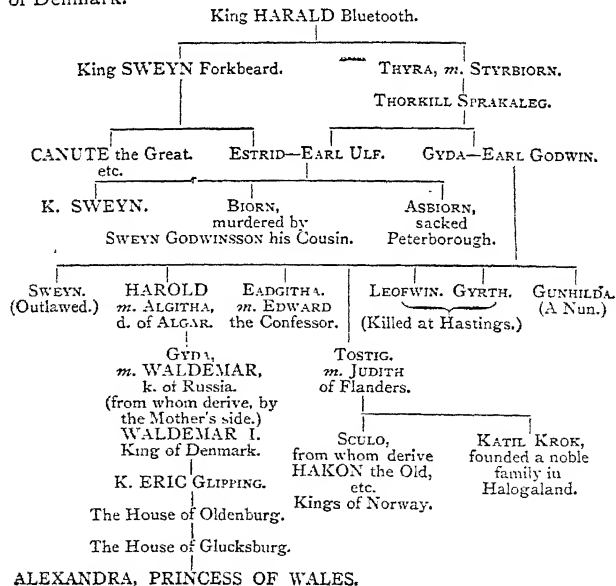 of Denmark.
King HARALD Bluetooth.
King SWEYN Forkbeard. THYRA, m. STYRBIORN.
THORKILL SPRAKALEG.
CANUTE the Great. ESTRID—EARL ULF. GYDA—EARL GODWIN.
etc.
K. SWEYN. BIORN, ASBIORN,
murdered by sacked
SWEYN GODWINSSON his Cousin. Peterborough.
SWEYN. HAROLD EADGITHA. LEOFWIN. GYRTH. GUNHILDA.
(Outlawed.) m. ALGITHA, m. EDWARD (Killed at Hastings.) (A Nun.)
d. of ALGAR. the Confessor.
GYDA, TOSTIG.
m. WALDEMAR, m. JUDITH
k. of Russia. of Flanders.
(from whom derive, by
the Mother's side.)
WALDEMAR I. SCULO, KATIL KROK,
King of Denmark. from whom derive founded a noble
HAKON the Old, family in
K. ERIC GLIPPING. etc. Halogaland.
Kings of Norway.
The House of Oldenburg.
The House of Glucksburg.
ALEXANDRA, PRINCESS OF WALES.